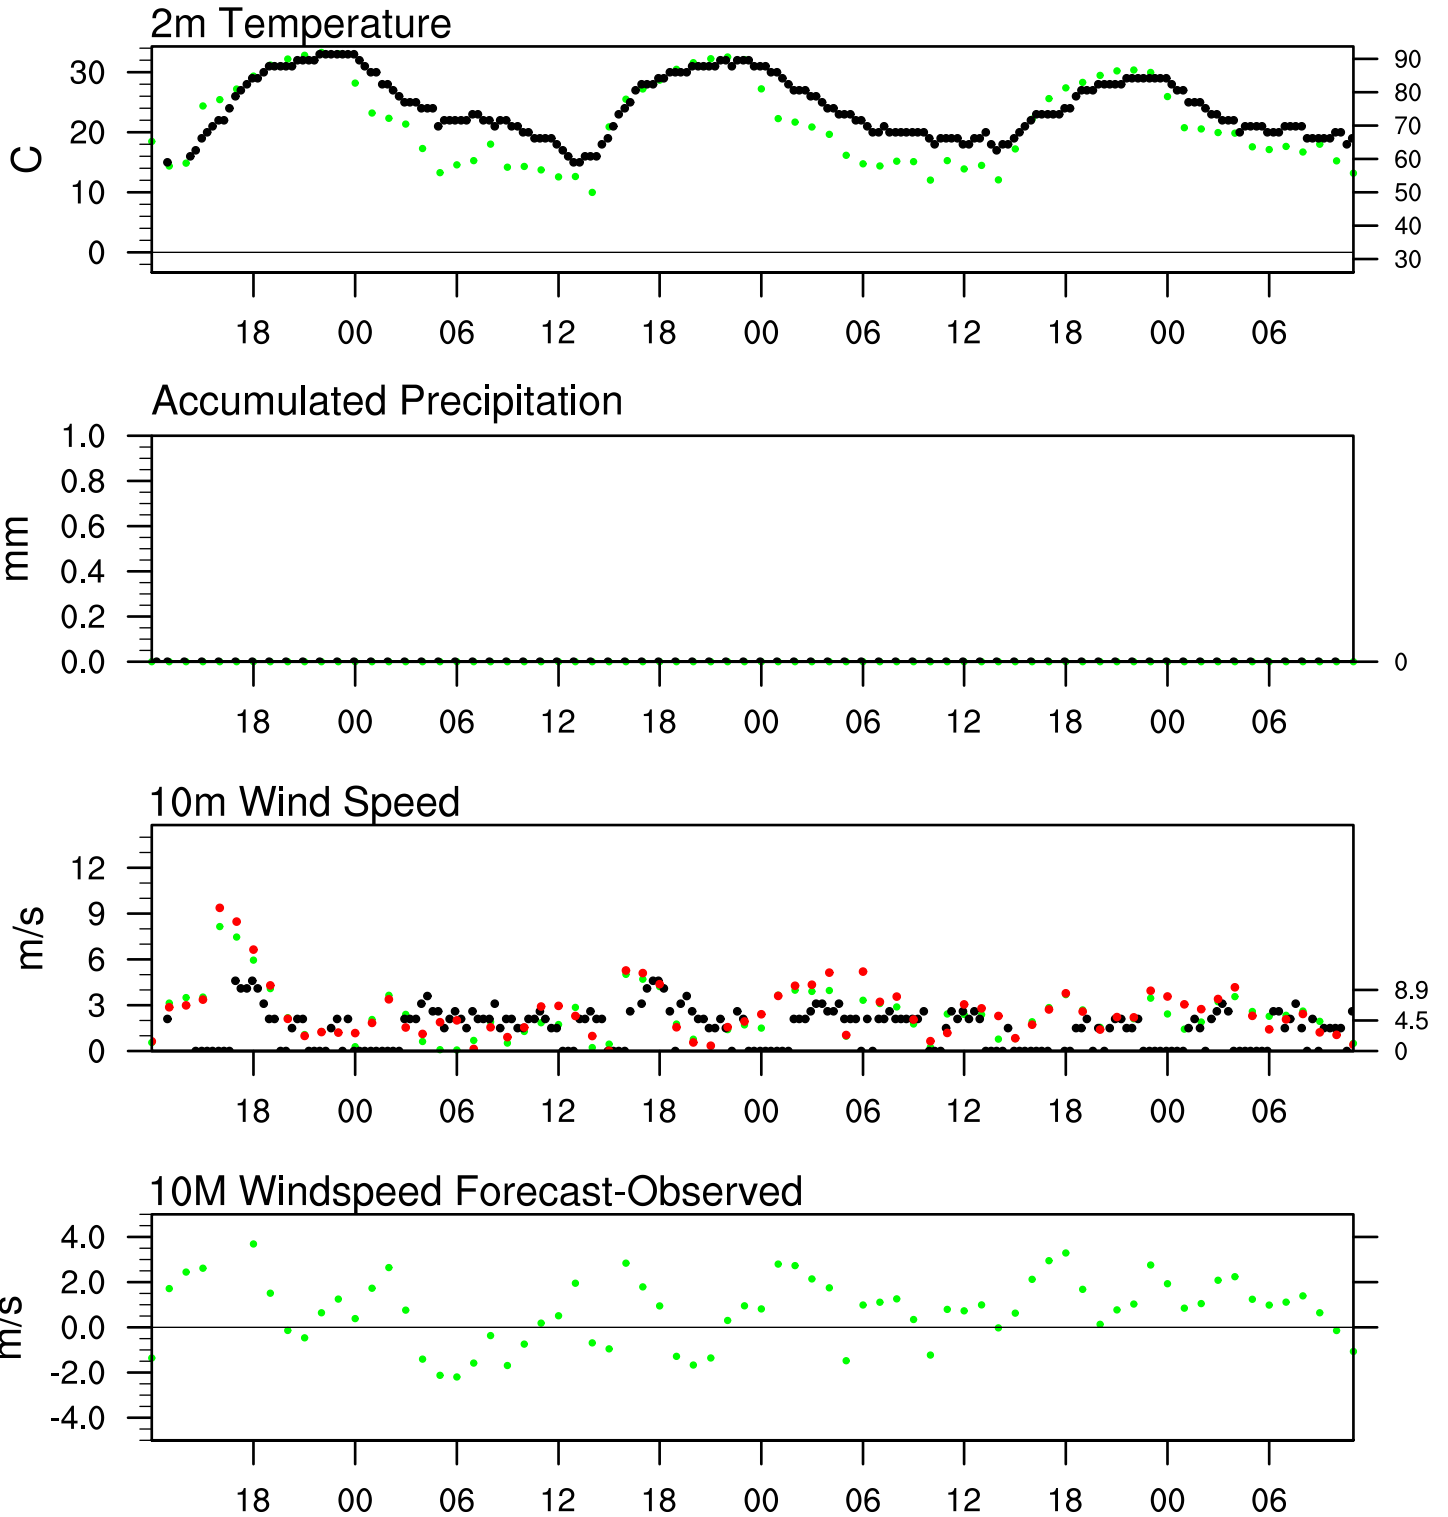 2m Temperature
30
20
10
0
C
90
80
70
60
50
40
30
18 00 06 12 18 00 06 12 18 00 06
Accumulated Precipitation
1.0
0.8
0.6
0.4
0.2
0.0
mm
0
18 00 06 12 18 00 06 12 18 00 06
10m Wind Speed
12
9
6
3
0
m/s
8.9
4.5
0
18 00 06 12 18 00 06 12 18 00 06
10M Windspeed Forecast-Observed
4.0
2.0
0.0
-2.0
-4.0
m/s
18 00 06 12 18 00 06 12 18 00 06